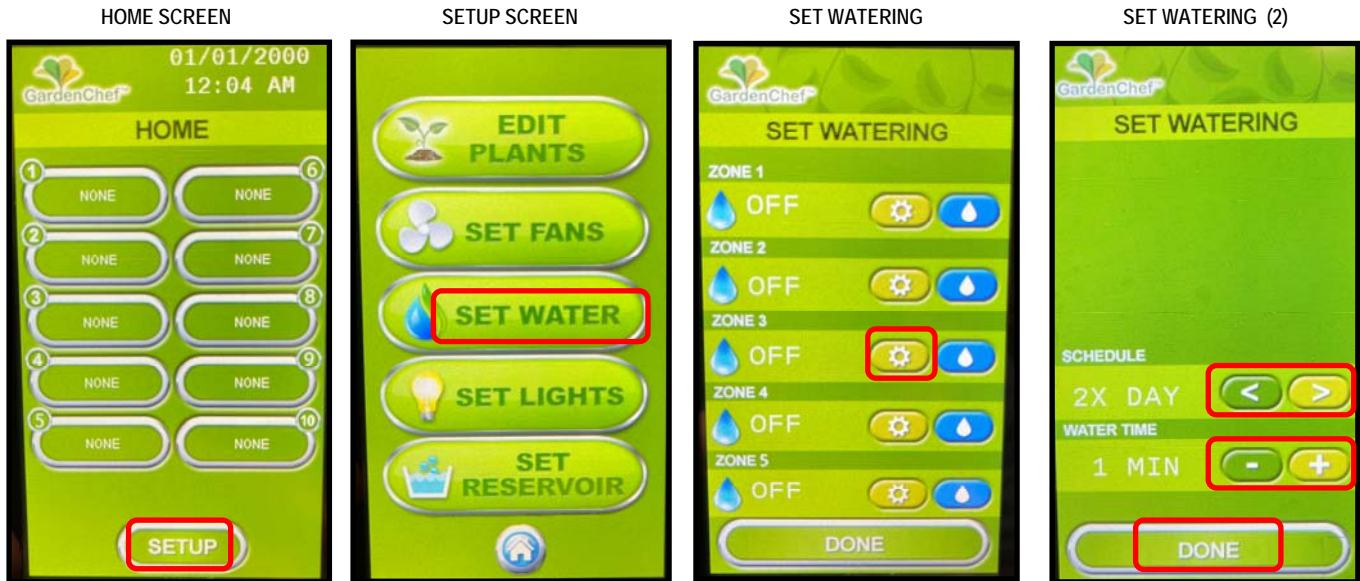 HOME SCREEN
01/01/2000
12:04 AM
GardenChef™
HOME
1
NONE
6
NONE
2
NONE
7
NONE
3
NONE
8
NONE
4
NONE
9
NONE
5
NONE
10
NONE
SETUP
SETUP SCREEN
EDIT
PLANTS
SET FANS
SET WATER
SET LIGHTS
SET
RESERVOIR
SET WATERING
GardenChef™
SET WATERING
ZONE 1
OFF
ZONE 2
OFF
ZONE 3
OFF
ZONE 4
OFF
ZONE 5
OFF
DONE
SET WATERING (2)
GardenChef™
SET WATERING
SCHEDULE
2X DAY < >
WATER TIME
1 MIN - +
DONE